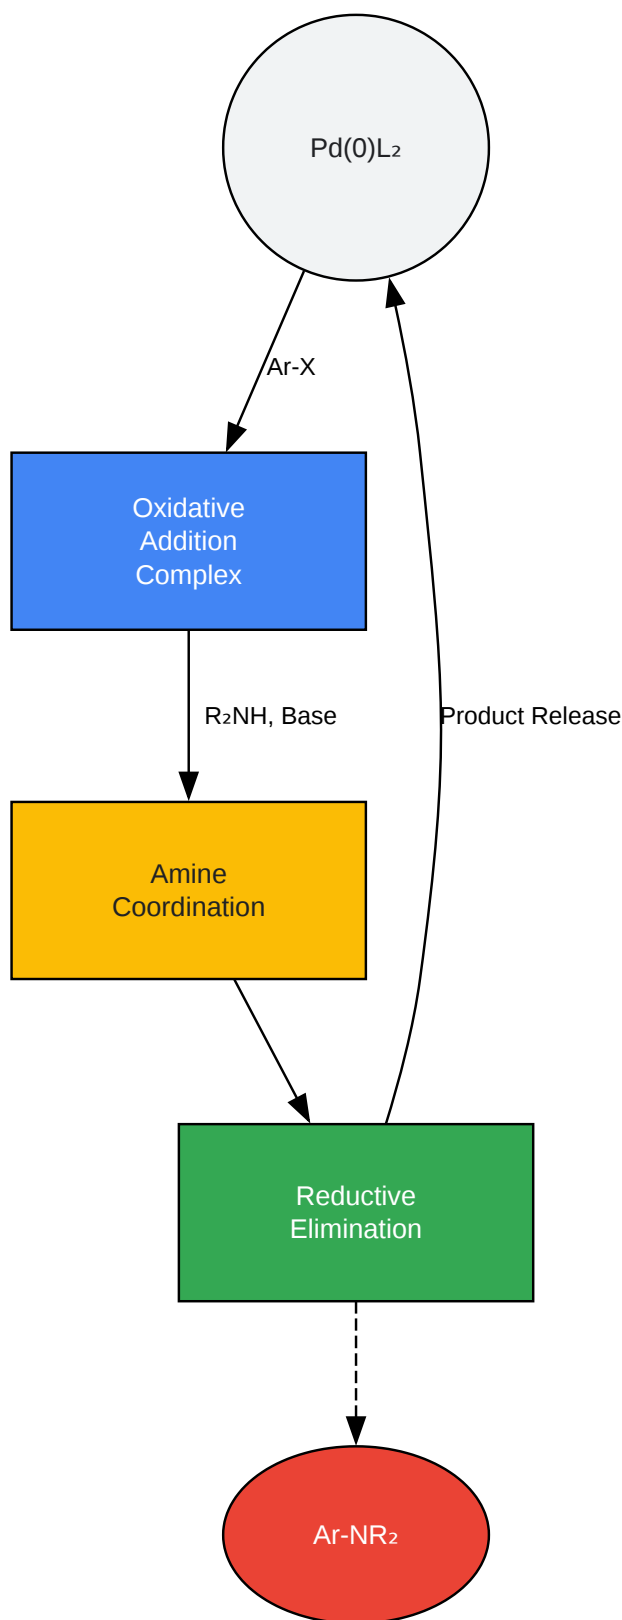 Pd(0)L₂
Ar-X
Oxidative
Addition
Complex
R₂NH, Base
Product Release
Amine
Coordination
Reductive
Elimination
Ar-NR₂